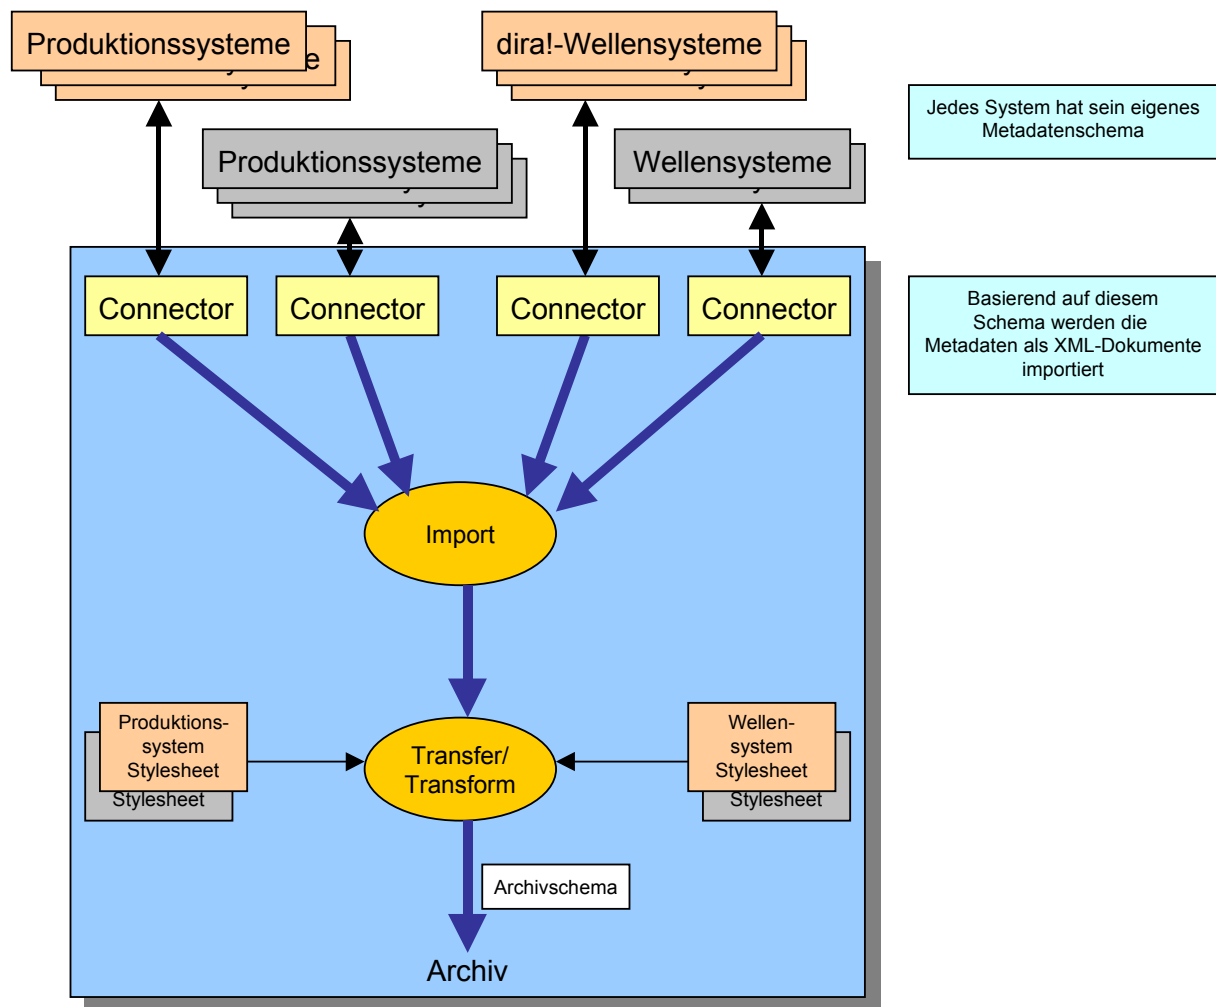 Produktionssysteme
dira!-Wellensysteme
Jedes System hat sein eigenes
Metadatenschema
Produktionssysteme
Wellensysteme
Connector
Connector
Connector
Connector
Basierend auf diesem
Schema werden die
Metadaten als XML-Dokumente
importiert
Import
Produktions-
system
Stylesheet
Stylesheet
Transfer/
Transform
Wellen-
system
Stylesheet
Stylesheet
Archivschema
Archiv